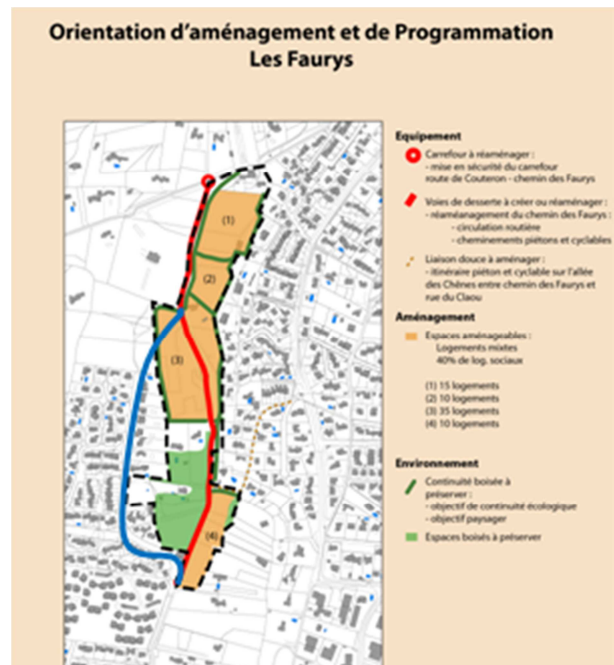 Orientation d'aménagement et de Programmation
Les Faurys
(1)
(2)
(3)
(4)
Equipement
Carrefour à réaménager :
- mise en sécurité du carrefour
route de Couteron - chemin des Faurys
Voies de desserte à créer ou réaménager :
- réaménagement du chemin des Faurys :
- circulation routière
- cheminements piétons et cyclables
Liaison douce à aménager :
- itinéraire piéton et cyclable sur l'allée
des Chênes entre chemin des Faurys et
rue du Claou
Aménagement
Espaces aménageables :
Logements mixtes
40% de log. sociaux
(1) 15 logements
(2) 10 logements
(3) 35 logements
(4) 10 logements
Environnement
Continuité boisée à
préserver :
- objectif de continuité écologique
- objectif paysager
Espaces boisés à préserver